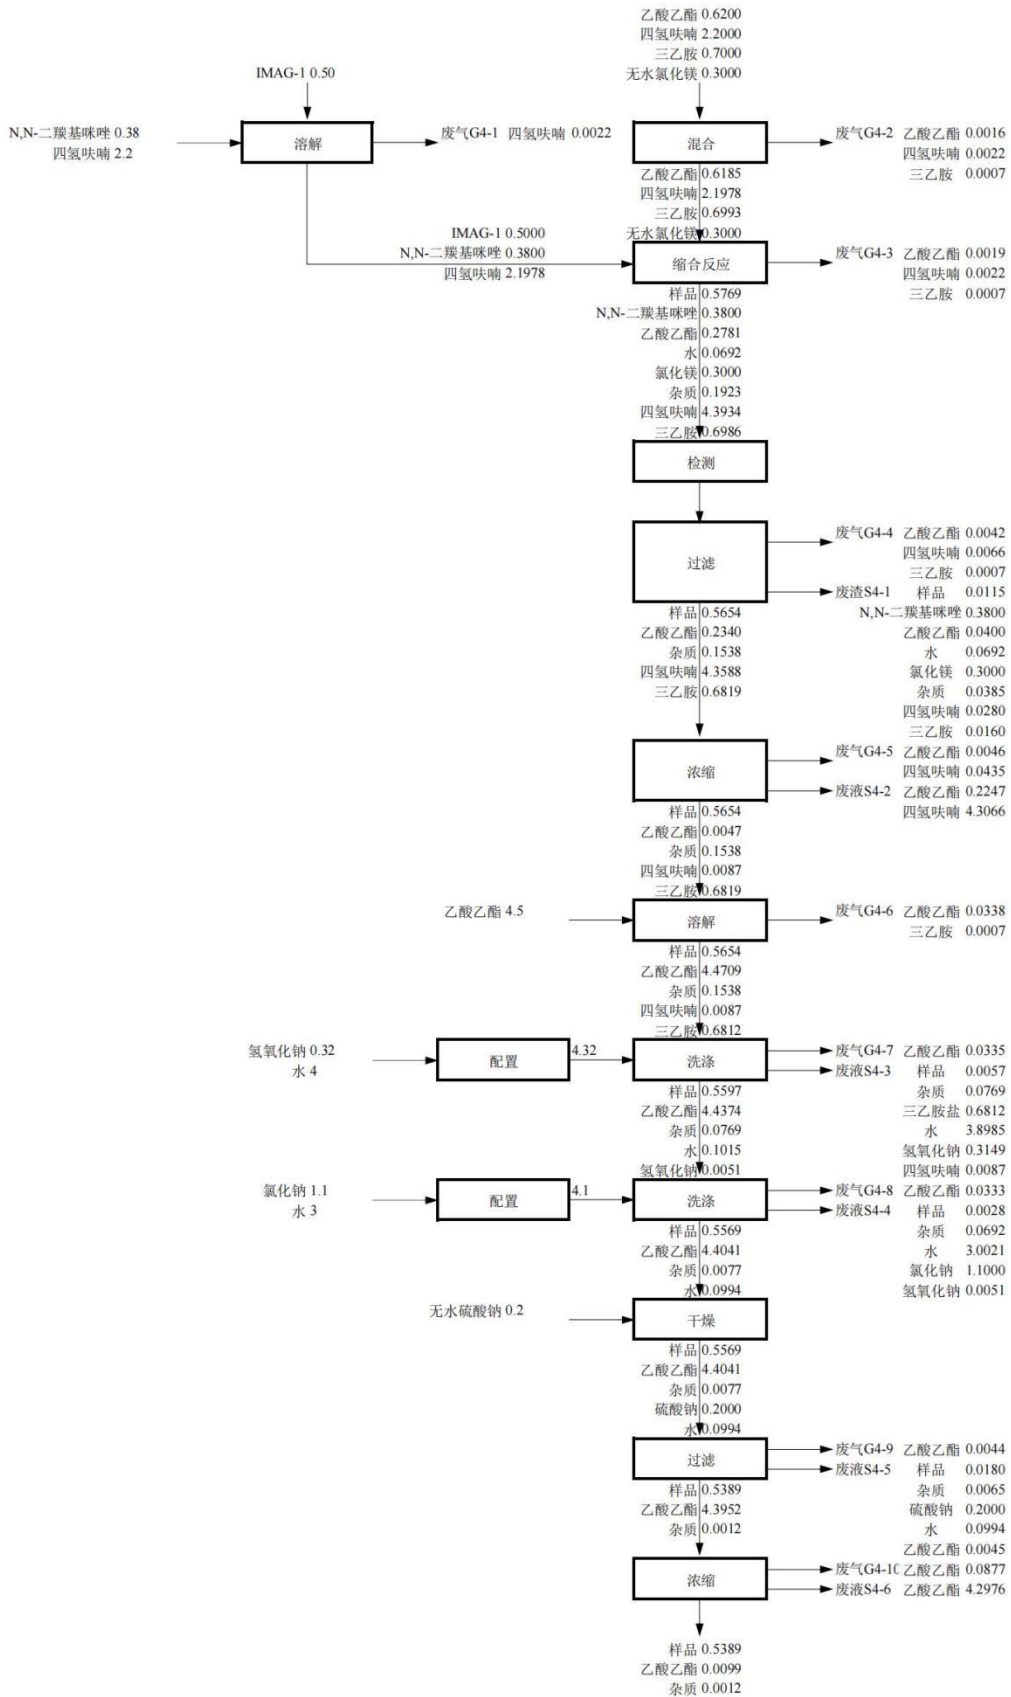 乙酸乙酯 0.6200
四氢呋喃 2.2000
三乙胺 0.7000
无水氯化镁 0.3000
IMAG-1 0.50
N,N-二羰基咪唑 0.38
四氢呋喃 2.2
溶解
废气G4-1 四氢呋喃 0.0022
混合
废气G4-2 乙酸乙酯 0.0016
四氢呋喃 0.0022
三乙胺 0.0007
乙酸乙酯 0.6185
四氢呋喃 2.1978
三乙胺 0.6993
无水氯化镁 0.3000
IMAG-1 0.5000
N,N-二羰基咪唑 0.3800
四氢呋喃 2.1978
缩合反应
废气G4-3 乙酸乙酯 0.0019
四氢呋喃 0.0022
三乙胺 0.0007
样品 0.5769
N,N-二羰基咪唑 0.3800
乙酸乙酯 0.2781
水 0.0692
氯化镁 0.3000
杂质 0.1923
四氢呋喃 4.3934
三乙胺 0.6986
检测
过滤
废气G4-4 乙酸乙酯 0.0042
四氢呋喃 0.0066
三乙胺 0.0007
废渣S4-1 样品 0.0115
N,N-二羰基咪唑 0.3800
乙酸乙酯 0.0400
水 0.0692
氯化镁 0.3000
杂质 0.0385
四氢呋喃 0.0280
三乙胺 0.0160
样品 0.5654
乙酸乙酯 0.2340
杂质 0.1538
四氢呋喃 4.3588
三乙胺 0.6819
浓缩
废气G4-5 乙酸乙酯 0.0046
四氢呋喃 0.0435
废液S4-2 乙酸乙酯 0.2247
四氢呋喃 4.3066
样品 0.5654
乙酸乙酯 0.0047
杂质 0.1538
四氢呋喃 0.0087
三乙胺 0.6819
乙酸乙酯 4.5
溶解
废气G4-6 乙酸乙酯 0.0338
三乙胺 0.0007
样品 0.5654
乙酸乙酯 4.4709
杂质 0.1538
四氢呋喃 0.0087
三乙胺 0.6812
氢氧化钠 0.32
水 4
配置
4.32
洗涤
废气G4-7 乙酸乙酯 0.0335
废液S4-3 样品 0.0057
杂质 0.0769
三乙胺盐 0.6812
水 3.8985
氢氧化钠 0.3149
四氢呋喃 0.0087
样品 0.5597
乙酸乙酯 4.4374
杂质 0.0769
水 0.1015
氢氧化钠 0.0051
氯化钠 1.1
水 3
配置
4.1
洗涤
废气G4-8 乙酸乙酯 0.0333
废液S4-4 样品 0.0028
杂质 0.0692
水 3.0021
氯化钠 1.1000
氢氧化钠 0.0051
样品 0.5569
乙酸乙酯 4.4041
杂质 0.0077
水 0.0994
无水硫酸钠 0.2
干燥
样品 0.5569
乙酸乙酯 4.4041
杂质 0.0077
硫酸钠 0.2000
水 0.0994
过滤
废气G4-9 乙酸乙酯 0.0044
废液S4-5 样品 0.0180
杂质 0.0065
硫酸钠 0.2000
水 0.0994
乙酸乙酯 0.0045
样品 0.5389
乙酸乙酯 4.3952
杂质 0.0012
浓缩
废气G4-10 乙酸乙酯 0.0877
废液S4-6 乙酸乙酯 4.2976
样品 0.5389
乙酸乙酯 0.0099
杂质 0.0012